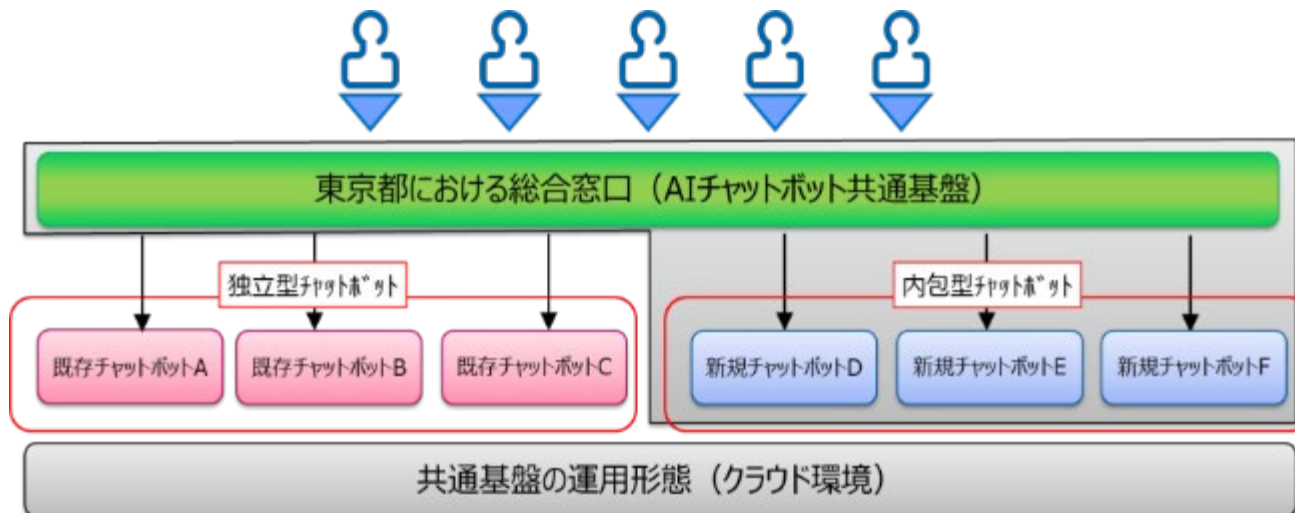 東京都における総合窓口（AIチャットボット共通基盤）
独立型ﾁｬｯﾄﾎﾞｯﾄ
内包型ﾁｬｯﾄﾎﾞｯﾄ
既存チャットボットA
既存チャットボットB
既存チャットボットC
新規チャットボットD
新規チャットボットE
新規チャットボットF
共通基盤の運用形態（クラウド環境）